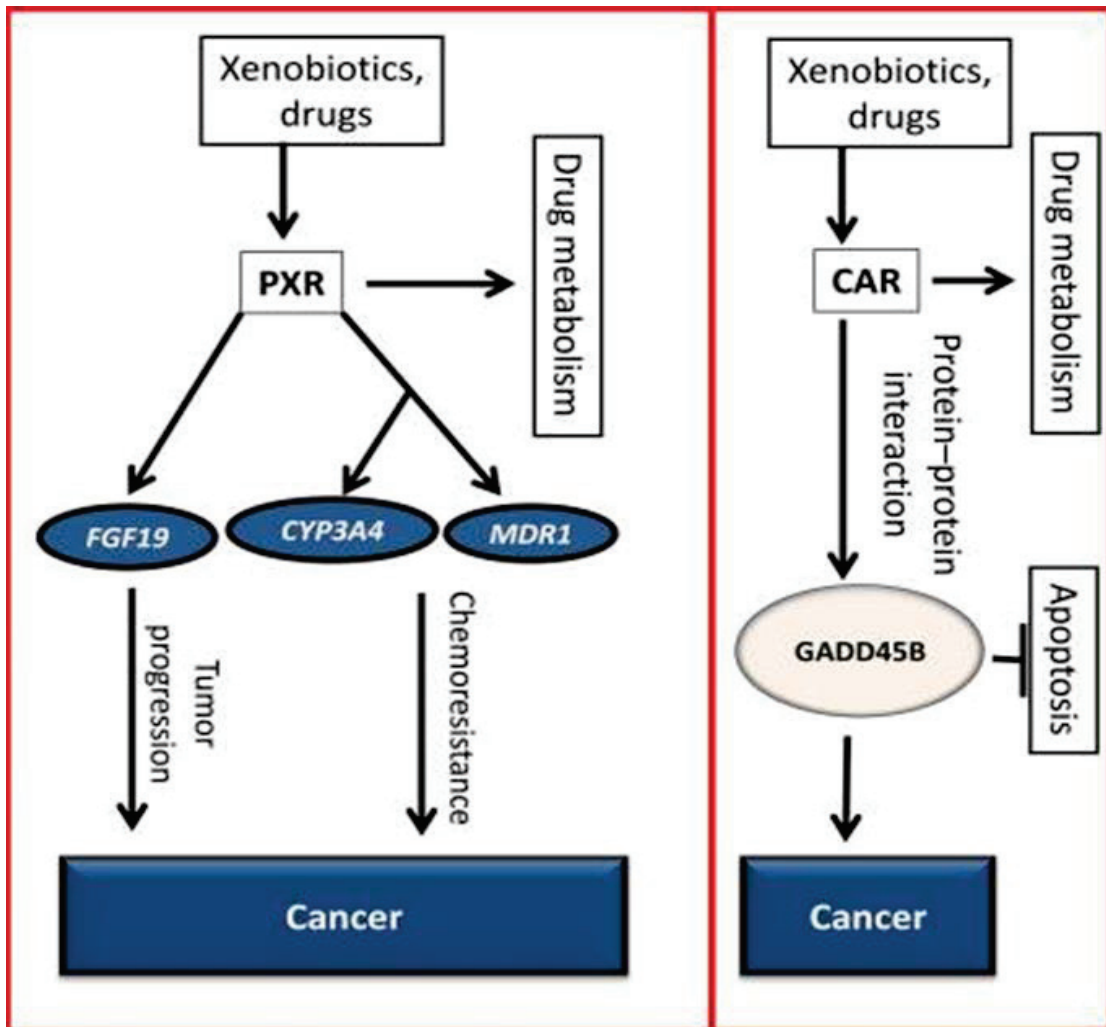 Xenobiotics,
drugs
PXR
Drug metabolism
FGF19
CYP3A4
MDR1
Tumor
progression
Chemoresistance
Cancer
Xenobiotics,
drugs
CAR
Drug metabolism
Protein–protein
interaction
GADD45B
Apoptosis
Cancer